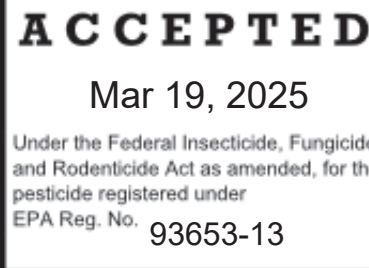 ACCEPTED
Mar 19, 2025
Under the Federal Insecticide, Fungicide
and Rodenticide Act as amended, for th
pesticide registered under
EPA Reg. No. 93653-13